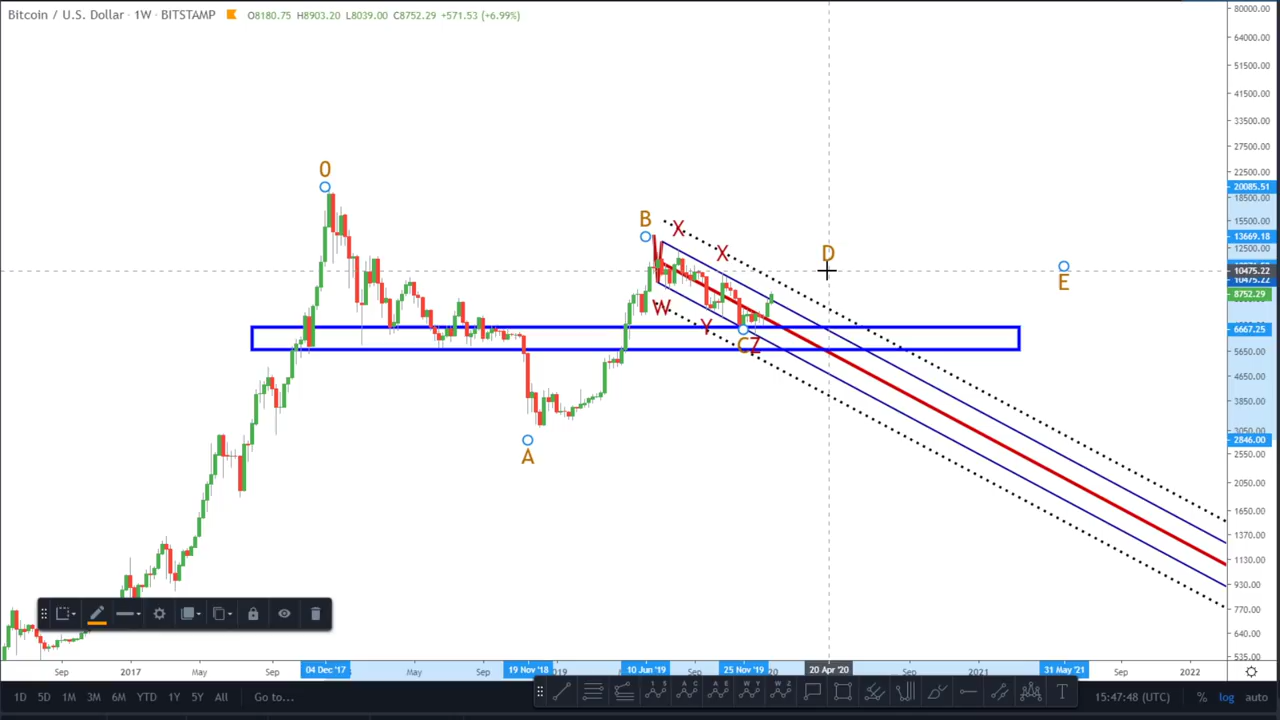 Bitcoin / U.S. Dollar · 1W · BITSTAMP O8180.75 H8903.20 L8039.00 C8752.29 +571.53 (+6.99%)
80000.00
64000.00
51500.00
41500.00
33500.00
27500.00
22500.00
20085.51
18500.00
15500.00
13669.18
12500.00
10475.22
10475.22
8752.29
6667.25
5650.00
4650.00
3850.00
3050.00
2846.00
2550.00
2050.00
1650.00
1370.00
1130.00
930.00
770.00
640.00
535.00
0
B
X
X
D
E
W
Y
C
Z
A
Sep 2017 May Sep 04 Dec '17 May Sep 19 Nov '18 2019 10 Jun '19 Sep 25 Nov '19 20 20 Apr '20 Sep 2021 31 May '21 Sep 2022
1D 5D 1M 3M 6M YTD 1Y 5Y All Go to... T 15:47:48 (UTC) % log auto